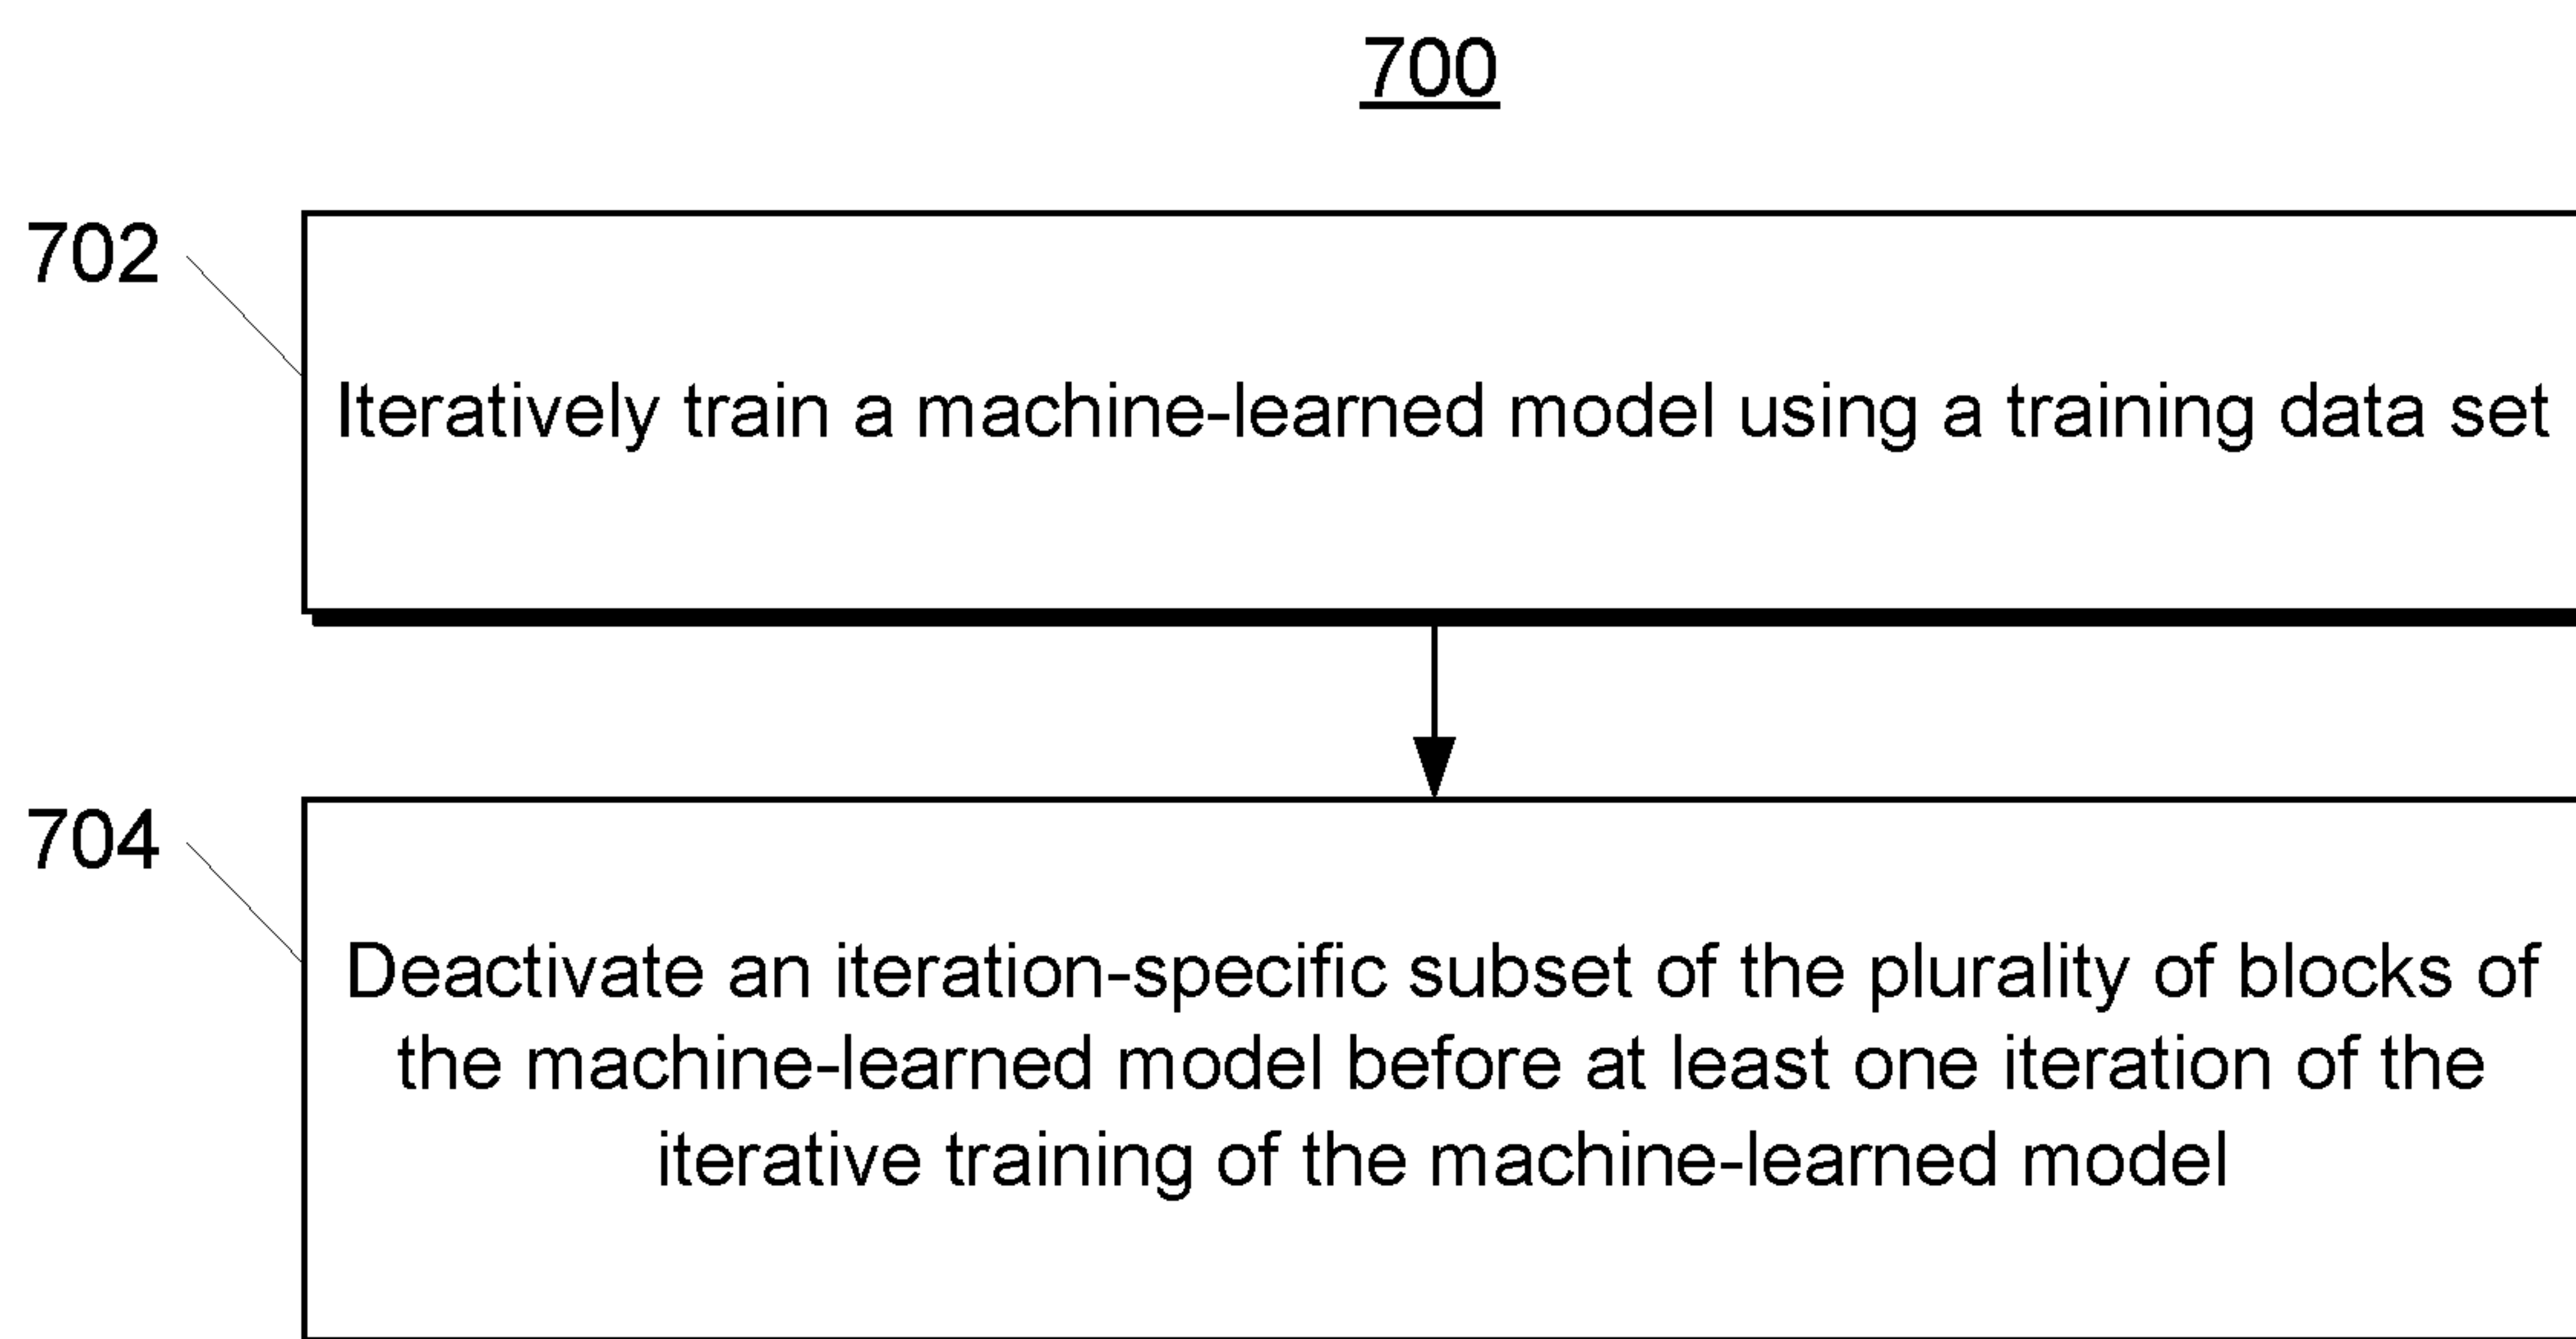 700
702
Iteratively train a machine-learned model using a training data set
704
Deactivate an iteration-specific subset of the plurality of blocks of
the machine-learned model before at least one iteration of the
iterative training of the machine-learned model